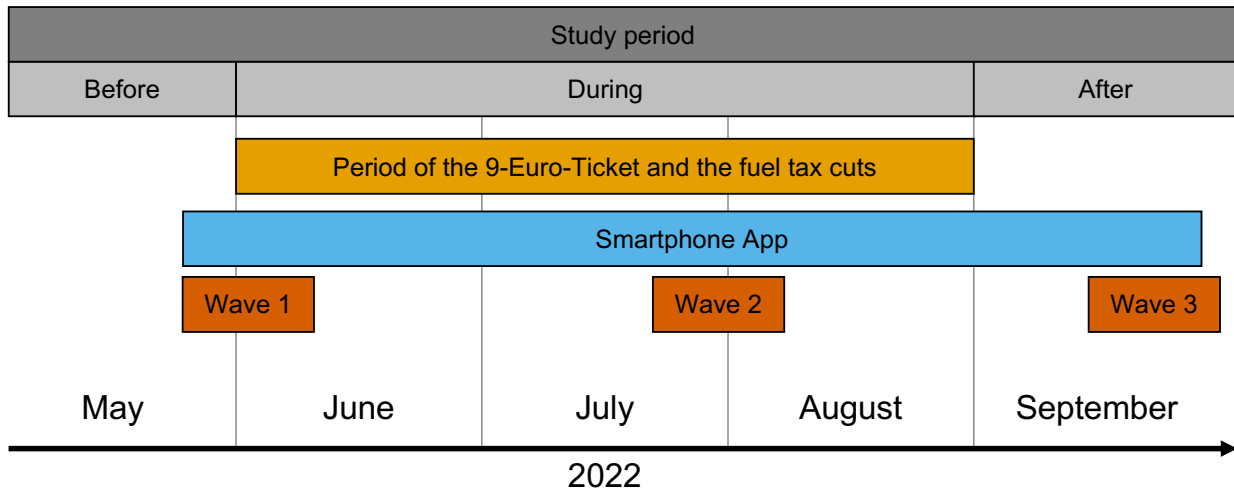 Study period
Before During After
Period of the 9-Euro-Ticket and the fuel tax cuts
Smartphone App
Wave 1 Wave 2 Wave 3
May June July August September
2022